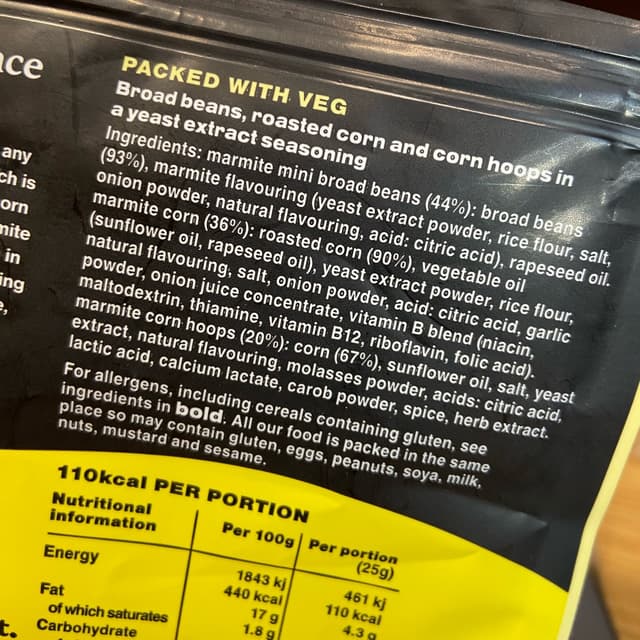 ace
any
ch is
orn
mite
in
ing
e,
t.
PACKED WITH VEG
Broad beans, roasted corn and corn hoops in
a yeast extract seasoning
Ingredients: marmite mini broad beans (44%): broad beans
(93%), marmite flavouring (yeast extract powder, rice flour, salt,
onion powder, natural flavouring, acid: citric acid), rapeseed oil.
marmite corn (36%): roasted corn (90%), vegetable oil
(sunflower oil, rapeseed oil), yeast extract powder, rice flour,
natural flavouring, salt, onion powder, acid: citric acid, garlic
powder, onion juice concentrate, vitamin B blend (niacin,
maltodextrin, thiamine, vitamin B12, riboflavin, folic acid).
marmite corn hoops (20%): corn (67%), sunflower oil, salt, yeast
extract, natural flavouring, molasses powder, acids: citric acid,
lactic acid, calcium lactate, carob powder, spice, herb extract.
For allergens, including cereals containing gluten, see
ingredients in bold. All our food is packed in the same
place so may contain gluten, eggs, peanuts, soya, milk,
nuts, mustard and sesame.
110kcal PER PORTION
Nutritional information Per 100g Per portion (25g)
Energy 1843 kj 461 kj
440 kcal 110 kcal
Fat 17 g 4.3 g
of which saturates 1.8 g
Carbohydrate